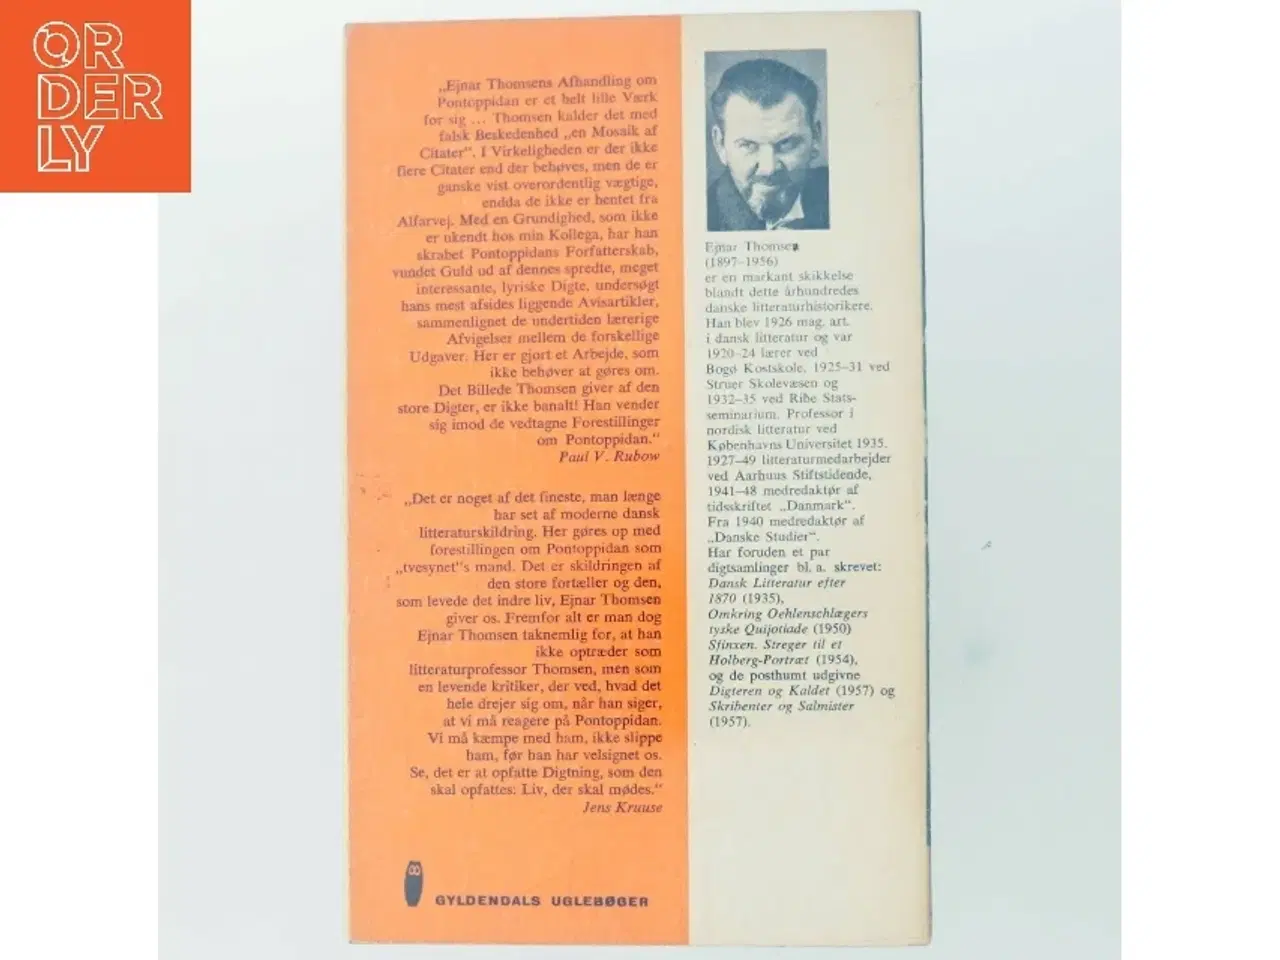 ORDERLY
„Ejnar Thomsens Afhandling om
Pontoppidan er et helt lille Værk
for sig ... Thomsen kalder det med
falsk Beskedenhed „en Mosaik af
Citater“. I Virkeligheden er der ikke
flere Citater end der behøves, men de er
ganske vist overordentlig vægtige,
endda de ikke er hentet fra
Alfarvej. Med en Grundighed, som ikke
er ukendt hos min Kollega, har han
skrabet Pontoppidans Forfatterskab,
vundet Guld ud af dennes spredte, meget
interessante, lyriske Digte, undersøgt
hans mest afsides liggende Avisartikler,
sammenlignet de undertiden lærerige
Afvigelser mellem de forskellige
Udgaver. Her er gjort et Arbejde, som
ikke behøver at gøres om.
Det Billede Thomsen giver af den
store Digter, er ikke banalt! Han vender
sig imod de vedtagne Forestillinger
om Pontoppidan.“
Paul V. Rubow
„Det er noget af det fineste, man længe
har set af moderne dansk
litteraturskildring. Her gøres op med
forestillingen om Pontoppidan som
„tvesynet“s mand. Det er skildringen af
den store fortæller og den,
som levede det indre liv, Ejnar Thomsen
giver os. Fremfor alt er man dog
Ejnar Thomsen taknemlig for, at han
ikke optræder som
litteraturprofessor Thomsen, men som
en levende kritiker, der ved, hvad det
hele drejer sig om, når han siger,
at vi må reagere på Pontoppidan.
Vi må kæmpe med ham, ikke slippe
ham, før han har velsignet os.
Se, det er at opfatte Digtning, som den
skal opfattes: Liv, der skal mødes.“
Jens Kruuse
GYLDENDALS UGLEBØGER
Ejnar Thomsen
(1897–1956)
er en markant skikkelse
blandt dette århundredes
danske litteraturhistorikere.
Han blev 1926 mag. art.
i dansk litteratur og var
1920–24 lærer ved
Bogø Kostskole, 1925–31 ved
Struer Skolevæsen og
1932–35 ved Ribe Stats-
seminarium. Professor i
nordisk litteratur ved
Københavns Universitet 1935.
1927–49 litteraturmedarbejder
ved Aarhuus Stiftstidende,
1941–48 medredaktør af
tidsskriftet „Danmark“.
Fra 1940 medredaktør af
„Danske Studier“.
Har foruden et par
digtsamlinger bl. a. skrevet:
Dansk Litteratur efter
1870 (1935),
Omkring Oehlenschlægers
tyske Quijotiade (1950)
Sfinxen. Streger til et
Holberg-Portræt (1954),
og de posthumt udgivne
Digteren og Kaldet (1957) og
Skribenter og Salmister
(1957).